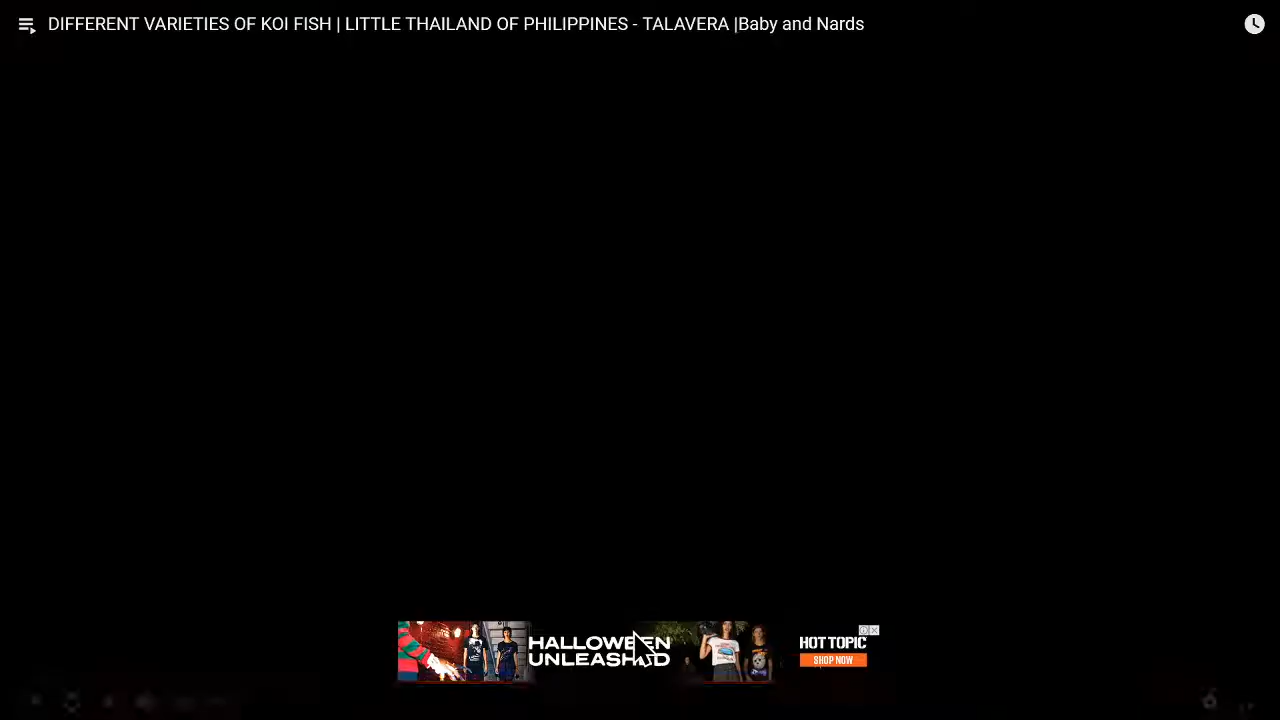 DIFFERENT VARIETIES OF KOI FISH | LITTLE THAILAND OF PHILIPPINES - TALAVERA |Baby and Nards
HALLOWEEN
UNLEASHED
HOT TOPIC
SHOP NOW